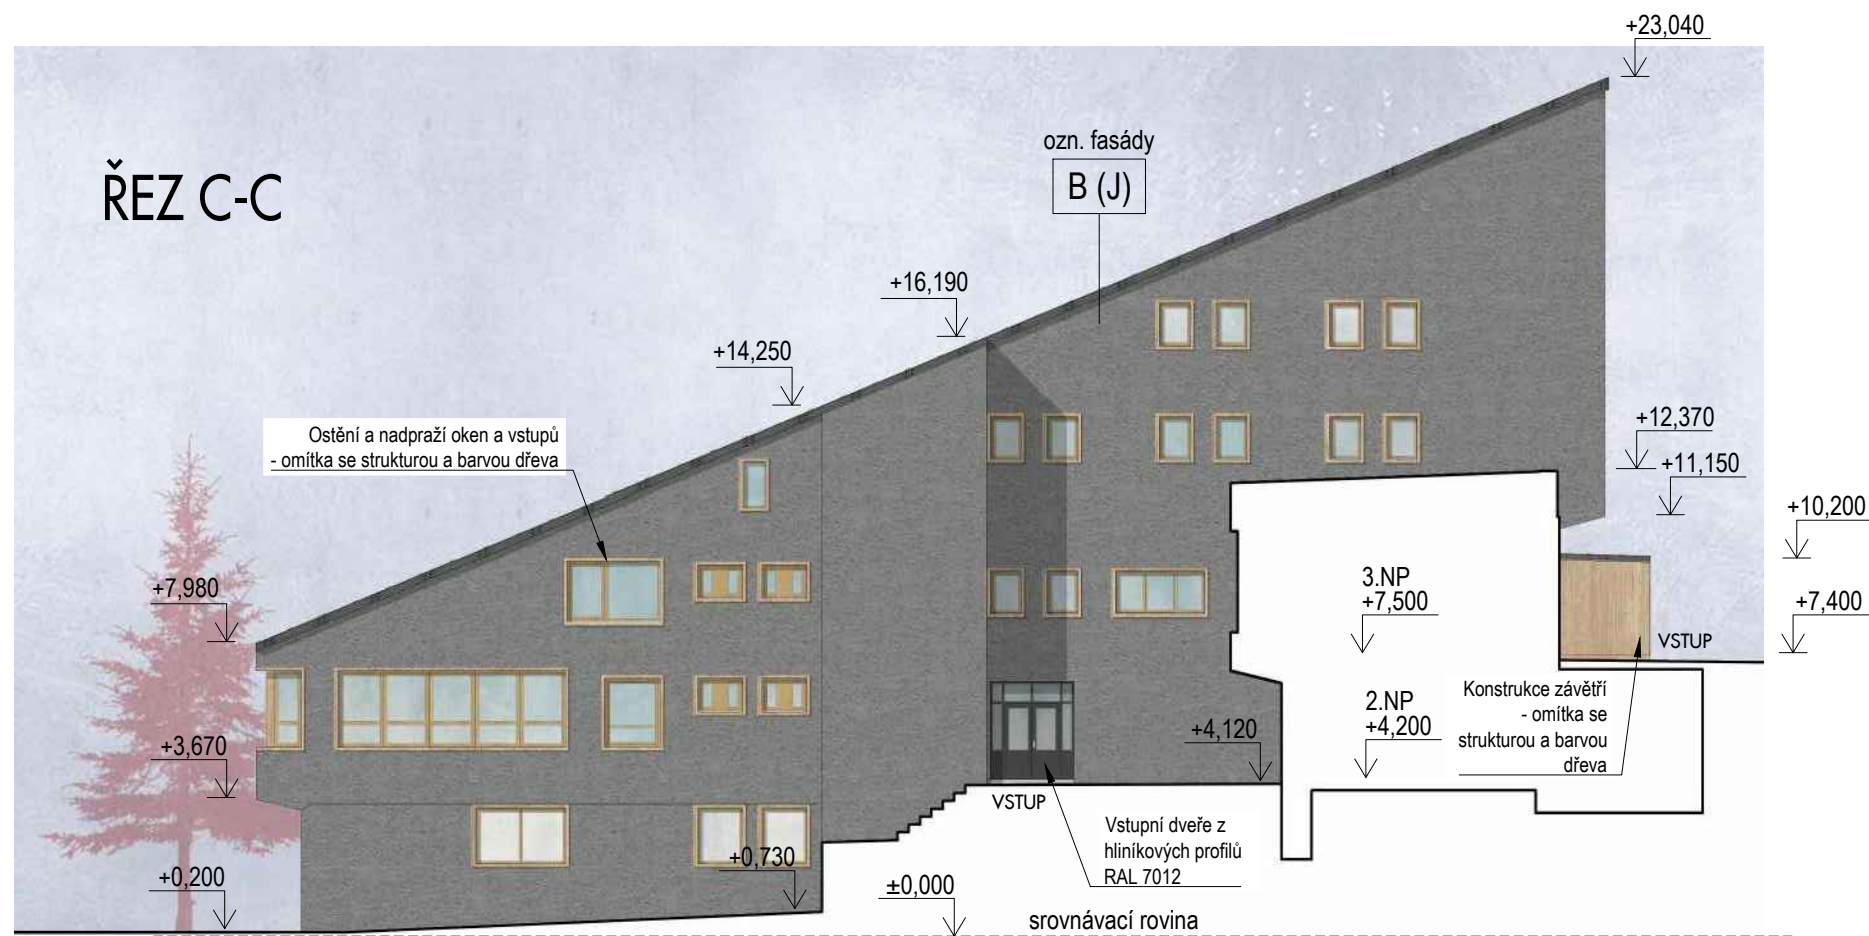 +23,040
ozn. fasády
B (J)
ŘEZ C-C
+16,190
+14,250
Ostění a nadpraží oken a vstupů
- omítka se strukturou a barvou dřeva
+12,370
+11,150
+10,200
+7,980
3.NP
+7,500
+7,400
VSTUP
Konstrukce závětří
- omítka se
strukturou a barvou
dřeva
2.NP
+4,200
+4,120
+3,670
VSTUP
Vstupní dveře z
hliníkových profilů
RAL 7012
+0,730
+0,200
±0,000
srovnávací rovina